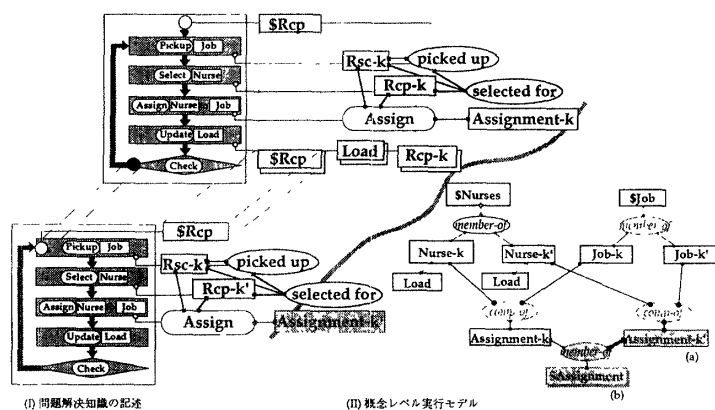 $Rcp
Pickup Job
Select Nurse
Assign Nurse to Job
Update Load
Check
Rsc-k
picked up
Rcp-k
selected for
Assign
Assignment-k
$Rcp
Load
Rcp-k
$Rcp
Pickup Job
Select Nurse
Assign Nurse Job
Update Load
Check
Rsc-k
picked up
Rcp-k'
selected for
Assign
Assignment-k'
$Nurses
$Job
member-of
Nurse-k
Nurse-k'
Job-k
Job-k'
Load
Load
Assignment-k
Assignment-k'
member-of
(a)
$Assignment
(b)
(I) 問題解決知識の記述
(II) 概念レベル実行モデル